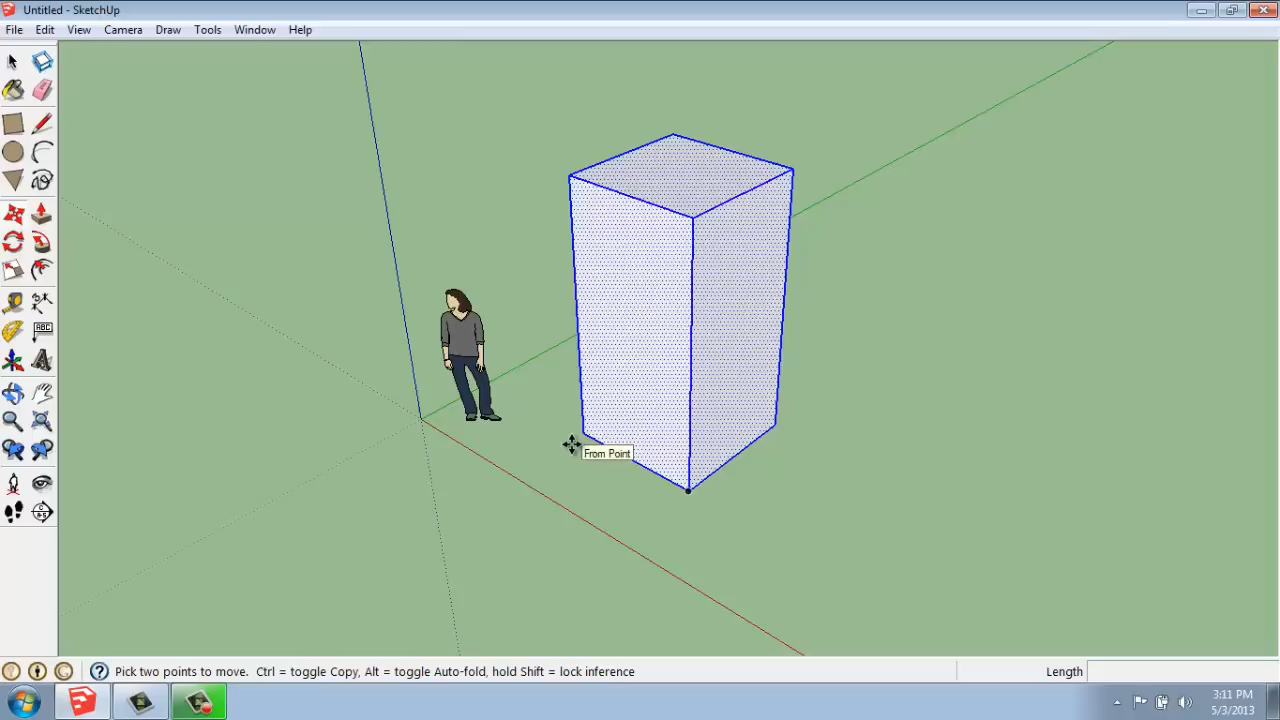 Untitled - SketchUp
File Edit View Camera Draw Tools Window Help
ABC
From Point
Pick two points to move. Ctrl = toggle Copy, Alt = toggle Auto-fold, hold Shift = lock inference
Length
3:11 PM
5/3/2013